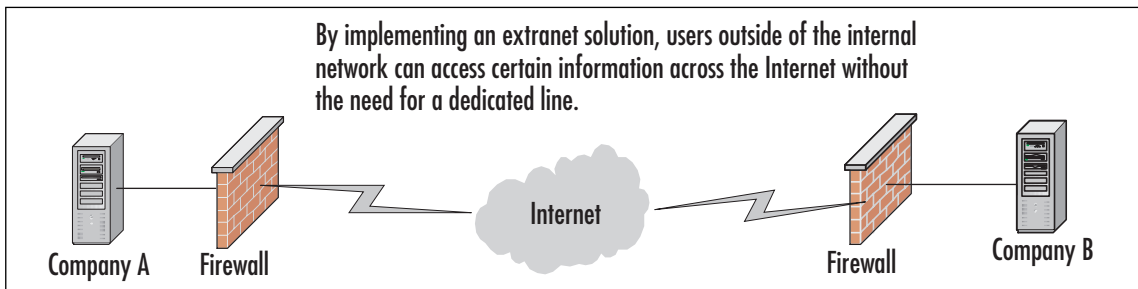 By implementing an extranet solution, users outside of the internal
network can access certain information across the Internet without
the need for a dedicated line.
Internet
Company A
Firewall
Firewall
Company B